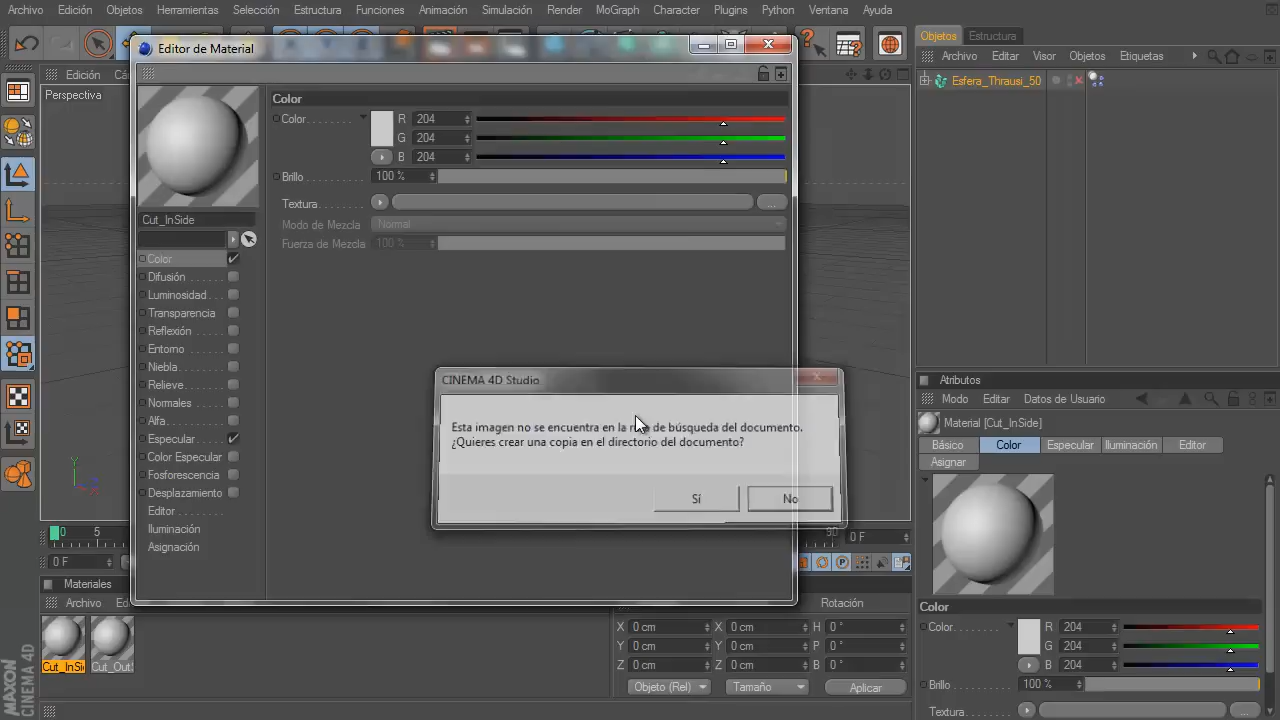 Archivo Edición Objetos Herramientas Selección Estructura Funciones Animación Simulación Render MoGraph Character Plugins Python Ventana Ayuda
Editor de Material
Objetos Estructura
Archivo Editar Visor Objetos Etiquetas
Esfera_Thrausi_50
Edición
Perspectiva
Color
Color
R 204
G 204
B 204
Brillo 100 %
Textura ...
Modo de Mezcla Normal
Fuerza de Mezcla 100 %
Cut_InSide
Color
Difusión
Luminosidad
Transparencia
Reflexión
Entorno
Niebla
Relieve
Normales
Alfa
Especular
Color Especular
Fosforescencia
Desplazamiento
Editor
Iluminación
Asignación
CINEMA 4D Studio
Esta imagen no se encuentra en la de búsqueda del documento.
¿Quieres crear una copia en el directorio del documento?
Sí No
Atributos
Modo Editar Datos de Usuario
Material [Cut_InSide]
Básico Color Especular Iluminación Editor
Asignar
Color
Color R 204
G 204
B 204
Brillo 100 %
Textura ...
Y X
0 5 90
0 F 0 F
Materiales
Archivo
Cut_InSi Cut_Out
Rotación
X 0 cm X 0 cm H 0 °
Y 0 cm Y 0 cm P 0 °
Z 0 cm Z 0 cm B 0 °
Objeto (Rel) Tamaño Aplicar
MAXON
CINEMA 4D